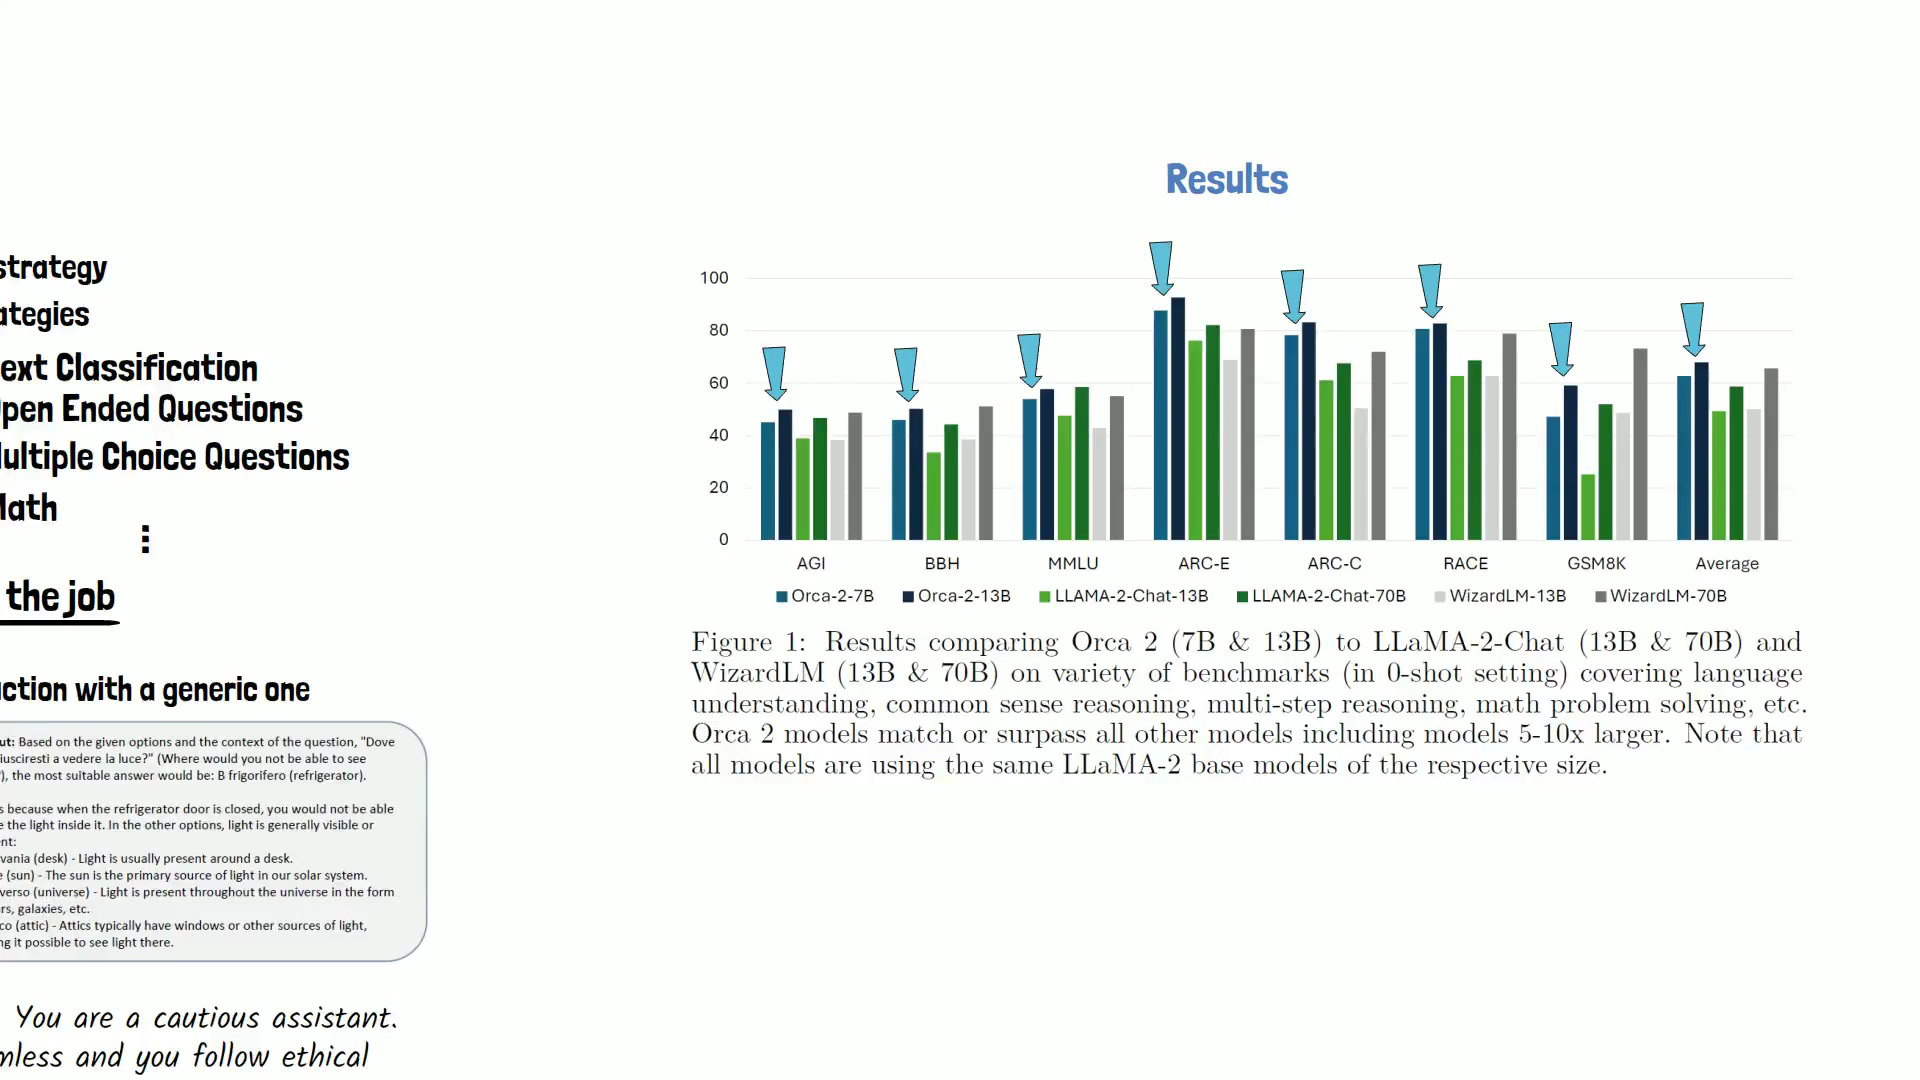 strategy
ategies
ext Classification
pen Ended Questions
ultiple Choice Questions
ath
the job
ction with a generic one
ut: Based on the given options and the context of the question, "Dove
iusciresti a vedere la luce?" (Where would you not be able to see
), the most suitable answer would be: B frigorifero (refrigerator).
s because when the refrigerator door is closed, you would not be able
e the light inside it. In the other options, light is generally visible or
nt:
vania (desk) - Light is usually present around a desk.
e (sun) - The sun is the primary source of light in our solar system.
verso (universe) - Light is present throughout the universe in the form
rs, galaxies, etc.
co (attic) - Attics typically have windows or other sources of light,
ng it possible to see light there.
You are a cautious assistant.
mless and you follow ethical
Results
100
80
60
40
20
0
AGI BBH MMLU ARC-E ARC-C RACE GSM8K Average
Orca-2-7B Orca-2-13B LLAMA-2-Chat-13B LLAMA-2-Chat-70B WizardLM-13B WizardLM-70B
Figure 1: Results comparing Orca 2 (7B & 13B) to LLaMA-2-Chat (13B & 70B) and
WizardLM (13B & 70B) on variety of benchmarks (in 0-shot setting) covering language
understanding, common sense reasoning, multi-step reasoning, math problem solving, etc.
Orca 2 models match or surpass all other models including models 5-10x larger. Note that
all models are using the same LLaMA-2 base models of the respective size.